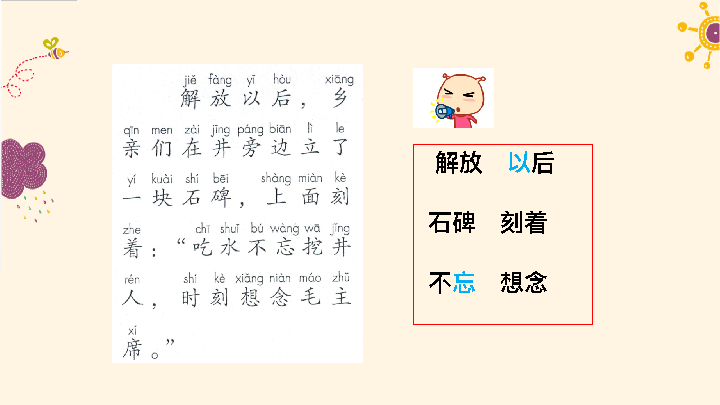 jiě fàng yǐ hòu xiāng
解放以后，乡
qīn men zài jǐng páng biān lì le
亲们在井旁边立了
yí kuài shí bēi shàng miàn kè
一块石碑，上面刻
zhe chī shuǐ bú wàng wā jǐng
着：“吃水不忘挖井
rén shí kè xiǎng niàn máo zhǔ
人，时刻想念毛主
xí
席。”
解放 以后
石碑 刻着
不忘 想念